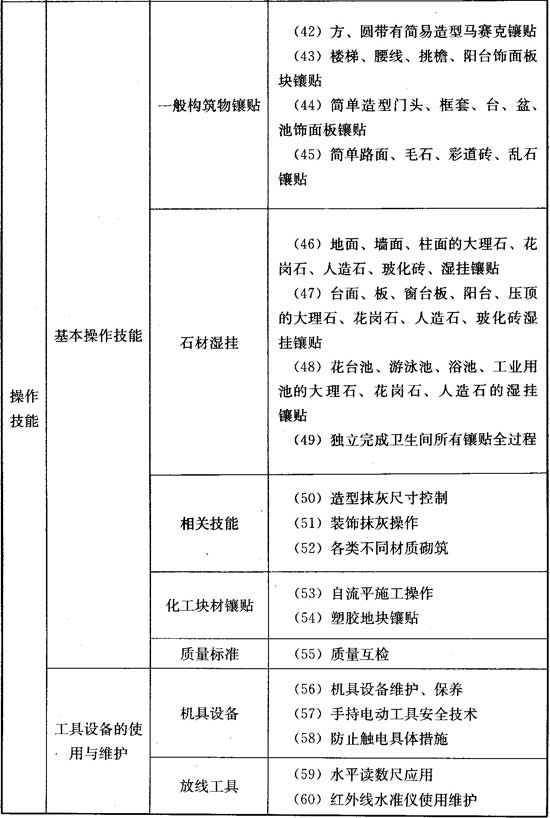 操作
技能
基本操作技能
一般构筑物镶贴
（42）方、圆带有简易造型马赛克镶贴
（43）楼梯、腰线、挑檐、阳台饰面板
块镶贴
（44）简单造型门头、框套、台、盆、
池饰面板镶贴
（45）简单路面、毛石、彩道砖、乱石
镶贴
石材湿挂
（46）地面、墙面、柱面的大理石、花
岗石、人造石、玻化砖、湿挂镶贴
（47）台面、板、窗台板、阳台、压顶
的大理石、花岗石、人造石、玻化砖湿
挂镶贴
（48）花台池、游泳池、浴池、工业用
池的大理石、花岗石、人造石的湿挂
镶贴
（49）独立完成卫生间所有镶贴全过程
相关技能
（50）造型抹灰尺寸控制
（51）装饰抹灰操作
（52）各类不同材质砌筑
化工块材镶贴
（53）自流平施工操作
（54）塑胶地块镶贴
质量标准
（55）质量互检
工具设备的使
用与维护
机具设备
（56）机具设备维护、保养
（57）手持电动工具安全技术
（58）防止触电具体措施
放线工具
（59）水平读数尺应用
（60）红外线水准仪使用维护